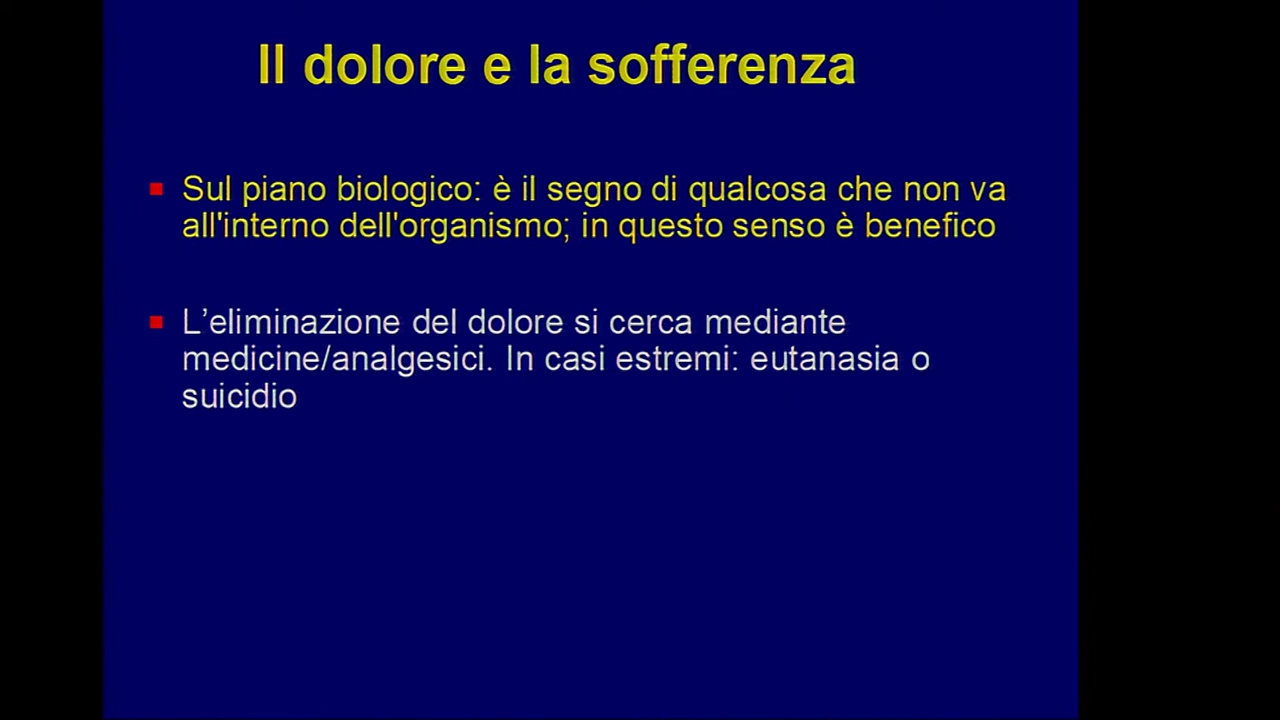 Il dolore e la sofferenza
Sul piano biologico: è il segno di qualcosa che non va
all'interno dell'organismo; in questo senso è benefico
L’eliminazione del dolore si cerca mediante
medicine/analgesici. In casi estremi: eutanasia o
suicidio